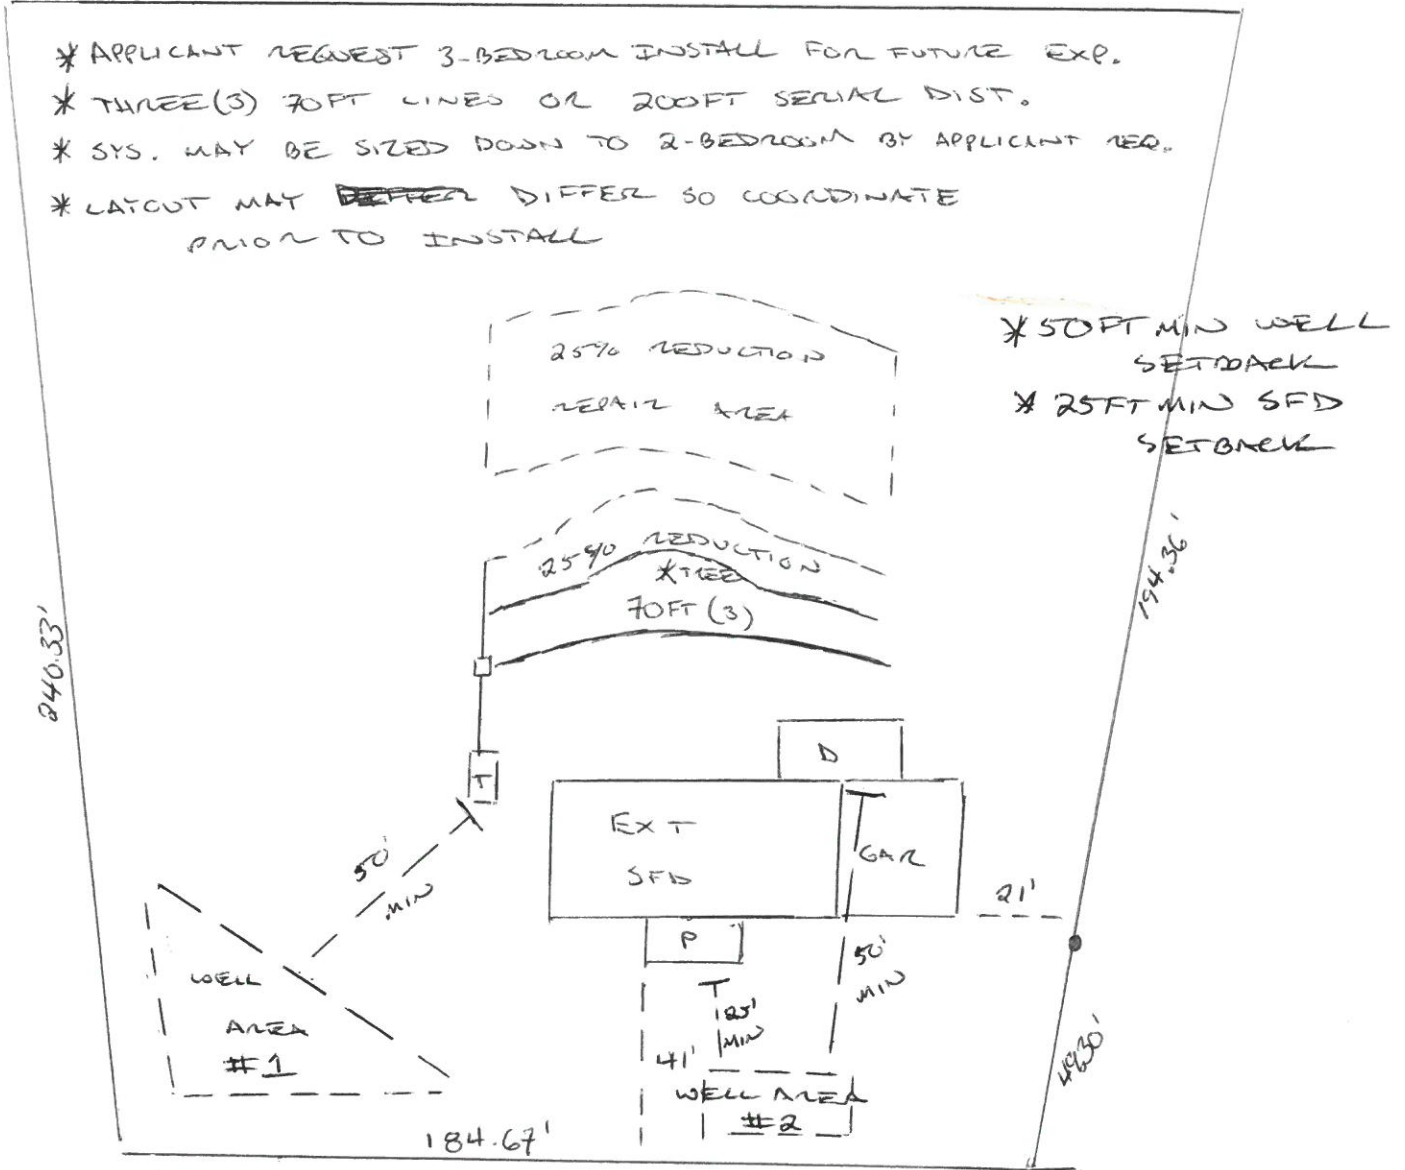 * APPLICANT REQUEST 3-BEDROOM INSTALL FOR FUTURE EXP.
* THREE (3) 70FT LINES OR 200FT SERIAL DIST.
* SYS. MAY BE SIZED DOWN TO 2-BEDROOM BY APPLICANT REQ.
* LAYOUT MAY DIFFER SO COORDINATE
PRIOR TO INSTALL
* 50FT MIN WELL
SETBACK
* 25FT MIN SFD
SETBACK
25% REDUCTION
REPAIR AREA
25% REDUCTION
70FT (3)
240.33'
194.36'
T
D
EXT
SFD
GAR
P
21'
50'
MIN
50'
MIN
25'
MIN
41'
WELL
AREA
#1
WELL AREA
#2
184.67'